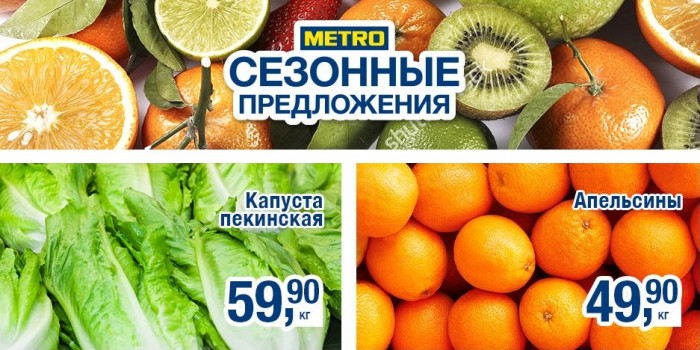 METRO
СЕЗОННЫЕ
ПРЕДЛОЖЕНИЯ
Капуста
пекинская
59,90
кг
Апельсины
49,90
кг